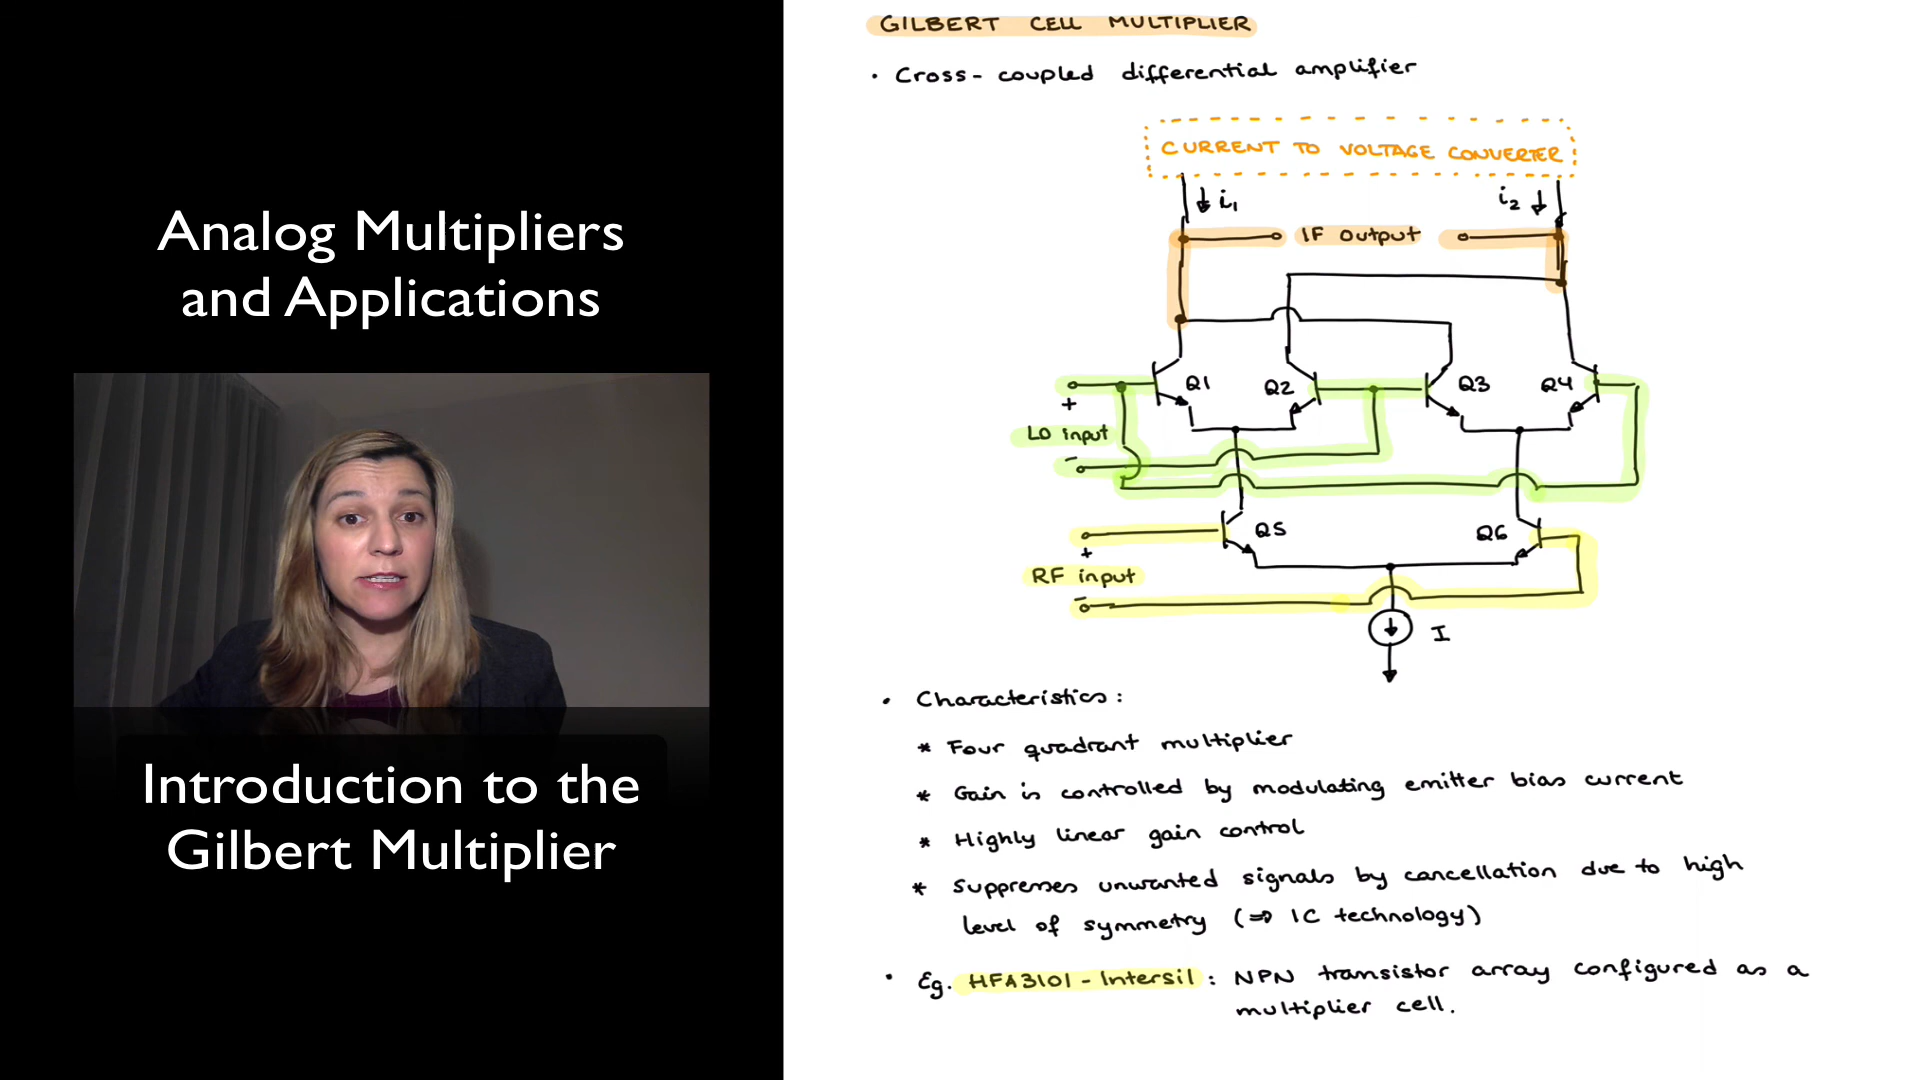 Analog Multipliers
and Applications
Introduction to the
Gilbert Multiplier
GILBERT CELL MULTIPLIER
• Cross-coupled differential amplifier
CURRENT TO VOLTAGE CONVERTER
i1
i2
IF output
Q1
Q2
Q3
Q4
+
LO input
−
Q5
Q6
+
RF input
−
I
• Characteristics:
* Four quadrant multiplier
* Gain is controlled by modulating emitter bias current
* Highly linear gain control
* Suppresses unwanted signals by cancellation due to high
level of symmetry (⇒ IC technology)
• Eg. HFA3101 - Intersil: NPN transistor array configured as a
multiplier cell.